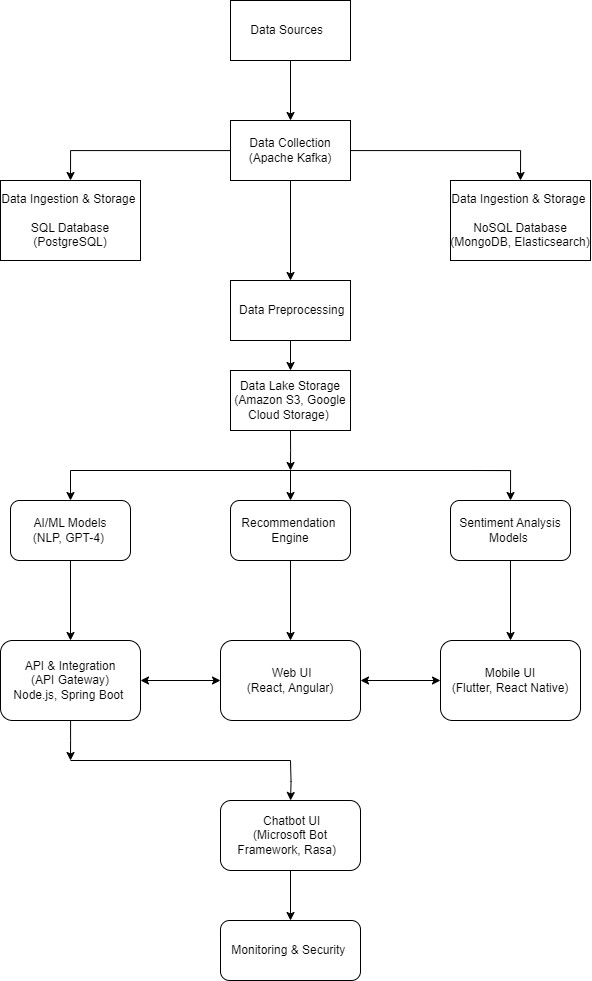 Data Sources
Data Collection
(Apache Kafka)
Data Ingestion & Storage
SQL Database
(PostgreSQL)
Data Ingestion & Storage
NoSQL Database
(MongoDB, Elasticsearch)
Data Preprocessing
Data Lake Storage
(Amazon S3, Google
Cloud Storage)
AI/ML Models
(NLP, GPT-4)
Recommendation
Engine
Sentiment Analysis
Models
API & Integration
(API Gateway)
Node.js, Spring Boot
Web UI
(React, Angular)
Mobile UI
(Flutter, React Native)
Chatbot UI
(Microsoft Bot
Framework, Rasa)
Monitoring & Security